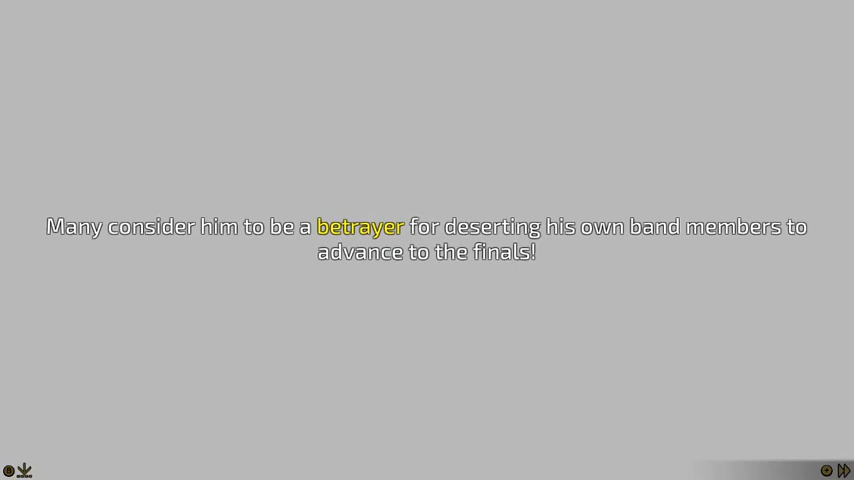 Many consider him to be a betrayer for deserting his own band members to
advance to the finals!